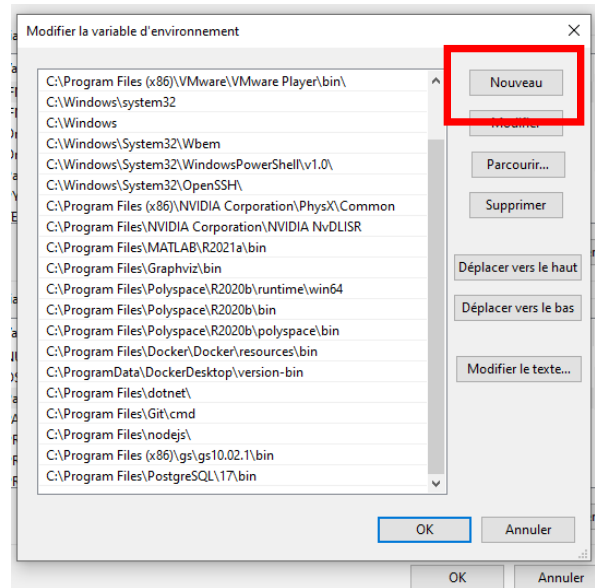 Modifier la variable d'environnement
C:\Program Files (x86)\VMware\VMware Player\bin\
C:\Windows\system32
C:\Windows
C:\Windows\System32\Wbem
C:\Windows\System32\WindowsPowerShell\v1.0\
C:\Windows\System32\OpenSSH\
C:\Program Files (x86)\NVIDIA Corporation\PhysX\Common
C:\Program Files\NVIDIA Corporation\NVIDIA NvDLISR
C:\Program Files\MATLAB\R2021a\bin
C:\Program Files\Graphviz\bin
C:\Program Files\Polyspace\R2020b\runtime\win64
C:\Program Files\Polyspace\R2020b\bin
C:\Program Files\Polyspace\R2020b\polyspace\bin
C:\Program Files\Docker\Docker\resources\bin
C:\ProgramData\DockerDesktop\version-bin
C:\Program Files\dotnet\
C:\Program Files\Git\cmd
C:\Program Files\nodejs\
C:\Program Files (x86)\gs\gs10.02.1\bin
C:\Program Files\PostgreSQL\17\bin
Nouveau
Modifier
Parcourir...
Supprimer
Déplacer vers le haut
Déplacer vers le bas
Modifier le texte...
OK
Annuler
OK
Annuler